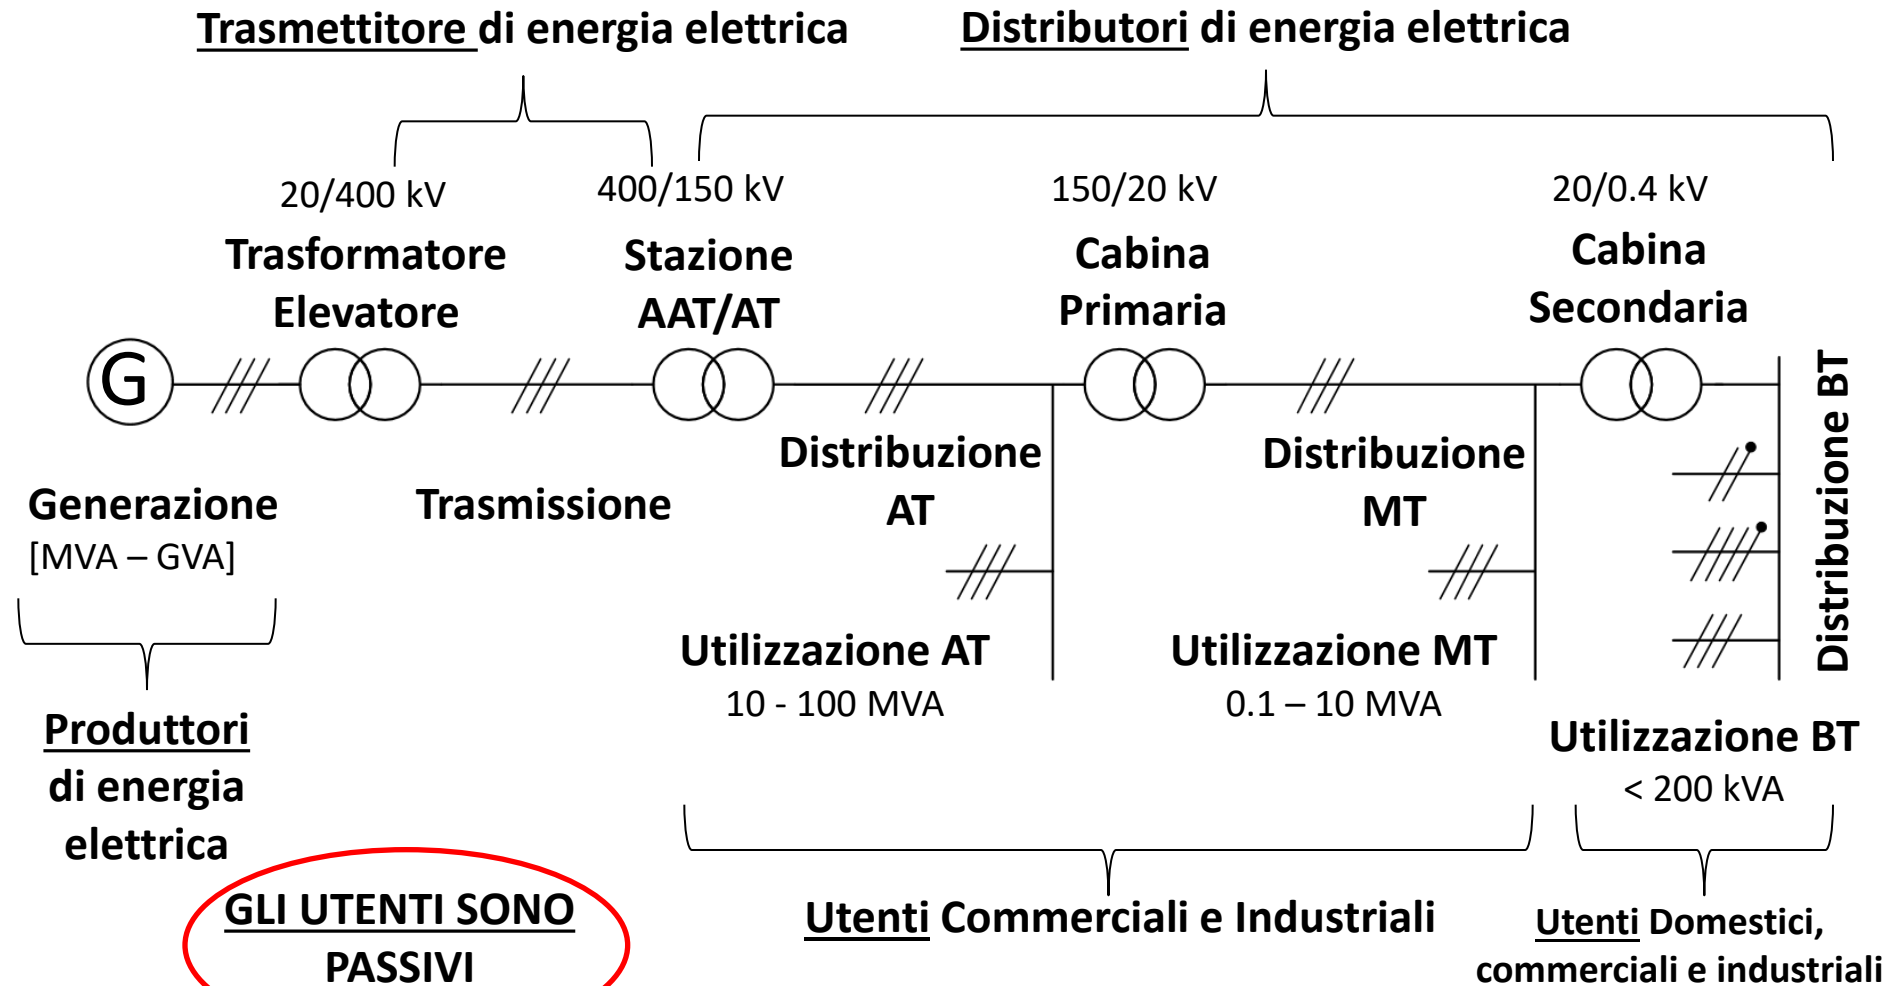 Trasmettitore di energia elettrica
Distributori di energia elettrica
20/400 kV
400/150 kV
150/20 kV
20/0.4 kV
Trasformatore
Elevatore
Stazione
AAT/AT
Cabina
Primaria
Cabina
Secondaria
G
Generazione
[MVA – GVA]
Trasmissione
Distribuzione
AT
Distribuzione
MT
Distribuzione BT
Utilizzazione AT
10 - 100 MVA
Utilizzazione MT
0.1 – 10 MVA
Utilizzazione BT
< 200 kVA
Produttori
di energia
elettrica
GLI UTENTI SONO
PASSIVI
Utenti Commerciali e Industriali
Utenti Domestici,
commerciali e industriali